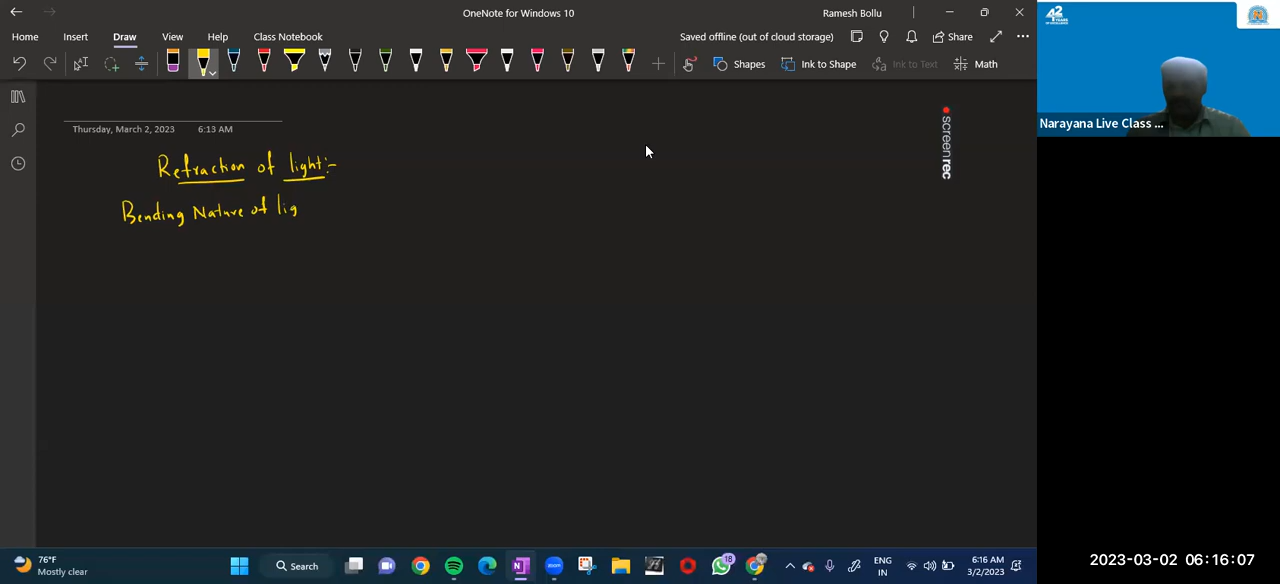 OneNote for Windows 10
Ramesh Bollu
Home Insert Draw View Help Class Notebook
Saved offline (out of cloud storage)
Share
Shapes
Ink to Shape
Ink to Text
Math
Thursday, March 2, 2023 6:13 AM
Refraction of light:-
Bending Nature of lig
screenrec
42
Narayana Live Class ...
76°F
Mostly clear
Search
18
ENG
IN
6:16 AM
3/2/2023
2023-03-02 06:16:07